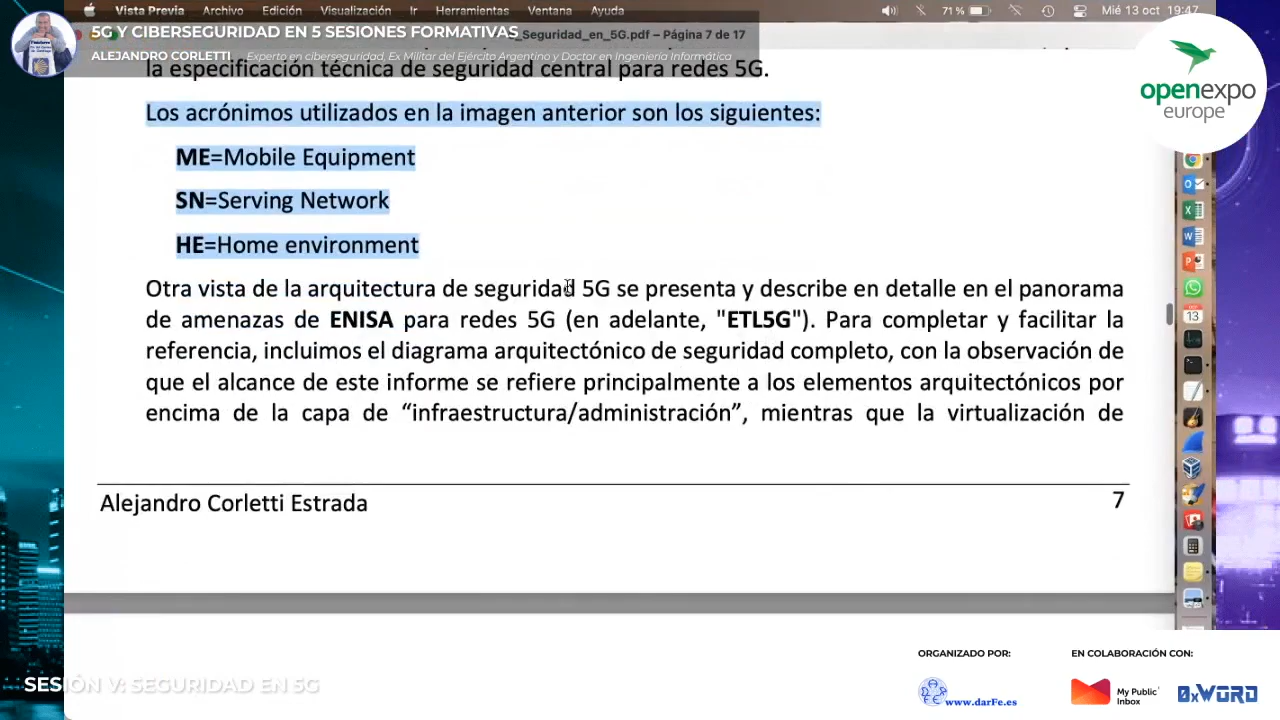 Vista Previa Archivo Edición Visualización Ir Herramientas Ventana Ayuda 71 % Mié 13 oct 19:47
5G Y CIBERSEGURIDAD EN 5 SESIONES FORMATIVAS
_Seguridad_en_5G.pdf – Página 7 de 17
ALEJANDRO CORLETTI Experto en ciberseguridad, Ex Militar del Ejército Argentino y Doctor en Ingeniería Informática
la especificación técnica de seguridad central para redes 5G.
openexpo
europe
Los acrónimos utilizados en la imagen anterior son los siguientes:
ME=Mobile Equipment
SN=Serving Network
HE=Home environment
Otra vista de la arquitectura de seguridad 5G se presenta y describe en detalle en el panorama
de amenazas de ENISA para redes 5G (en adelante, "ETL5G"). Para completar y facilitar la
referencia, incluimos el diagrama arquitectónico de seguridad completo, con la observación de
que el alcance de este informe se refiere principalmente a los elementos arquitectónicos por
encima de la capa de “infraestructura/administración”, mientras que la virtualización de
Alejandro Corletti Estrada 7
13
SESIÓN V: SEGURIDAD EN 5G
ORGANIZADO POR:
www.darFe.es
EN COLABORACIÓN CON:
My Public
Inbox
0xWORD